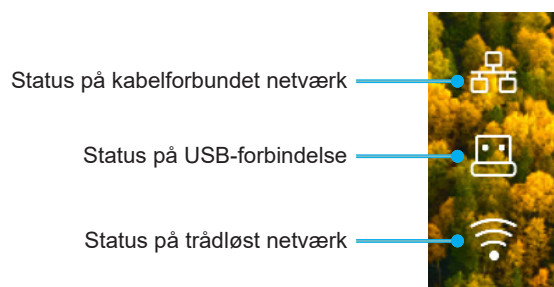 Status på kabelforbundet netværk
Status på USB-forbindelse
Status på trådløst netværk